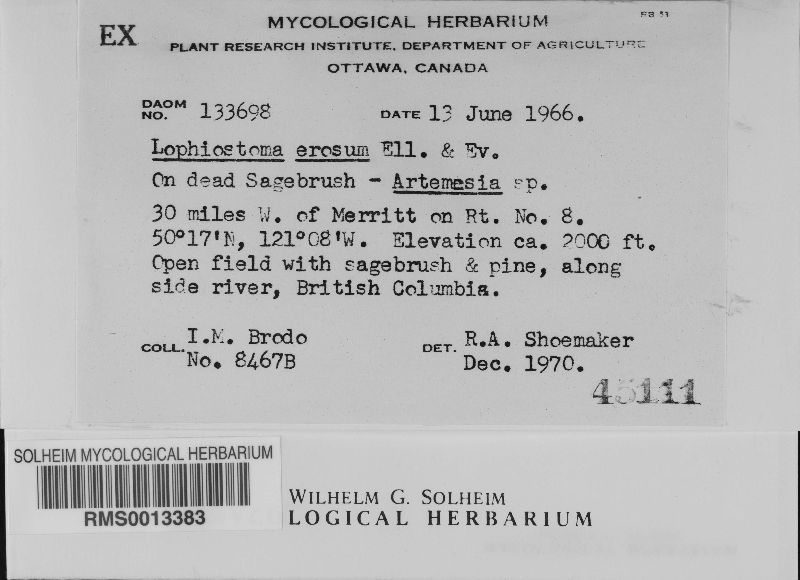 MYCOLOGICAL HERBARIUM
EX
PLANT RESEARCH INSTITUTE, DEPARTMENT OF AGRICULTURE
OTTAWA, CANADA
DAOM NO. 133698 DATE 13 June 1966.
Lophiostoma erosum Ell. & Ev.
On dead Sagebrush - Artemesia sp.
30 miles W. of Merritt on Rt. No. 8.
50°17'N, 121°08'W. Elevation ca. 2000 ft.
Open field with sagebrush & pine, along
side river, British Columbia.
COLL. I.M. Brodo DET. R.A. Shoemaker
No. 8467B Dec. 1970.
45111
SOLHEIM MYCOLOGICAL HERBARIUM
RMS0013383
WILHELM G. SOLHEIM
LOGICAL HERBARIUM